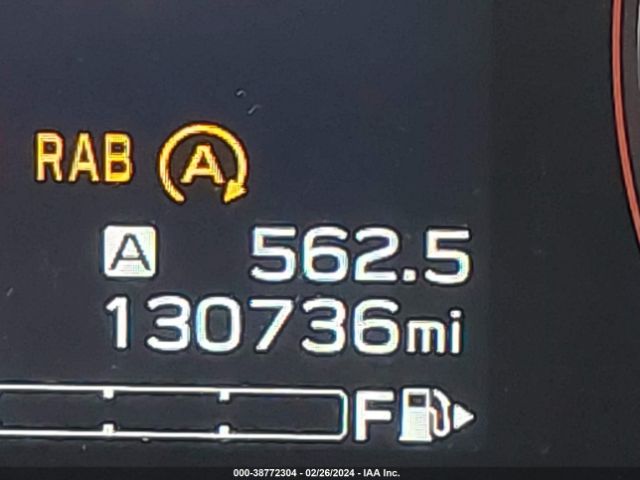 RAB A
A 562.5
130736mi
F
000-38772304 - 02/26/2024 - IAA Inc.